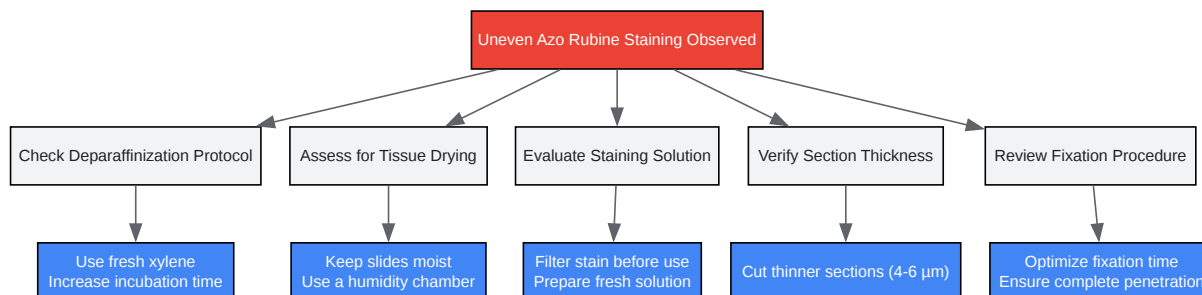 Uneven Azo Rubine Staining Observed
Check Deparaffinization Protocol
Assess for Tissue Drying
Evaluate Staining Solution
Verify Section Thickness
Review Fixation Procedure
Use fresh xylene
Increase incubation time
Keep slides moist
Use a humidity chamber
Filter stain before use
Prepare fresh solution
Cut thinner sections (4-6 µm)
Optimize fixation time
Ensure complete penetration